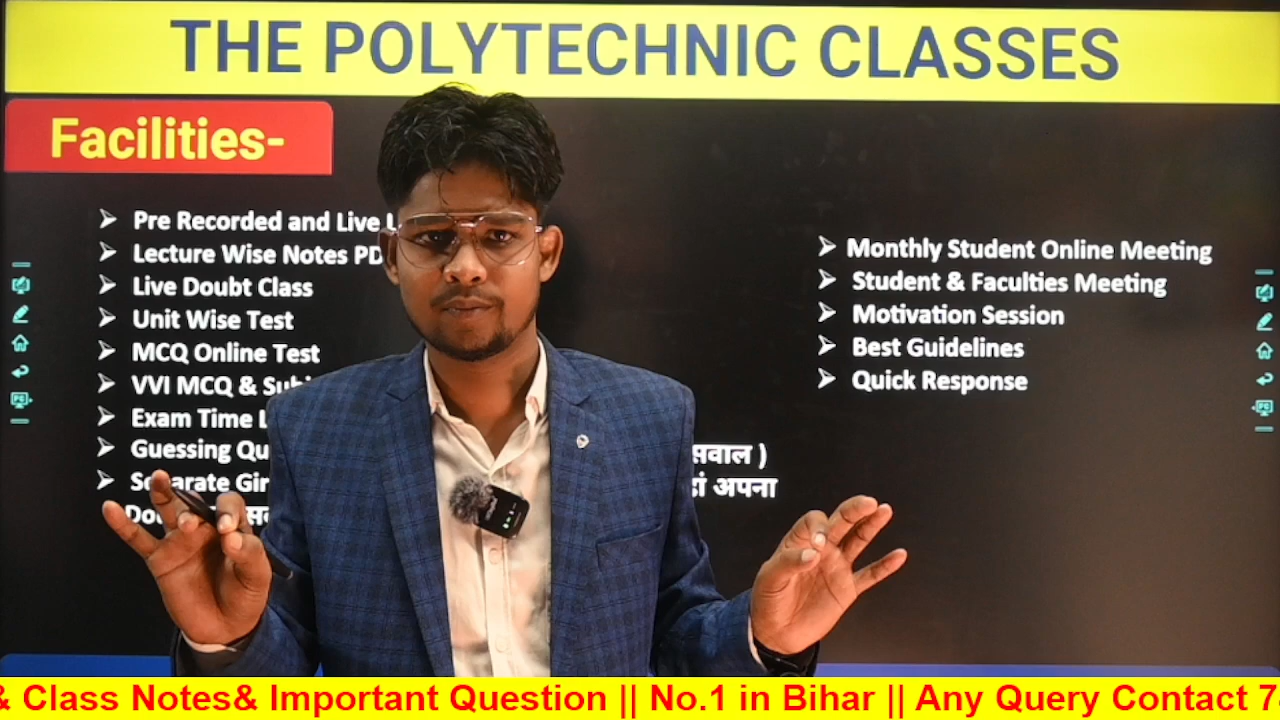 THE POLYTECHNIC CLASSES
Facilities-
Pre Recorded and Live
Lecture Wise Notes
Live Doubt Class
Unit Wise Test
MCQ Online Test
VVI MCQ &
Exam Time
Guessing
सवाल )
अपना
Monthly Student Online Meeting
Student & Faculties Meeting
Motivation Session
Best Guidelines
Quick Response
& Class Notes& Important Question || No.1 in Bihar || Any Query Contact